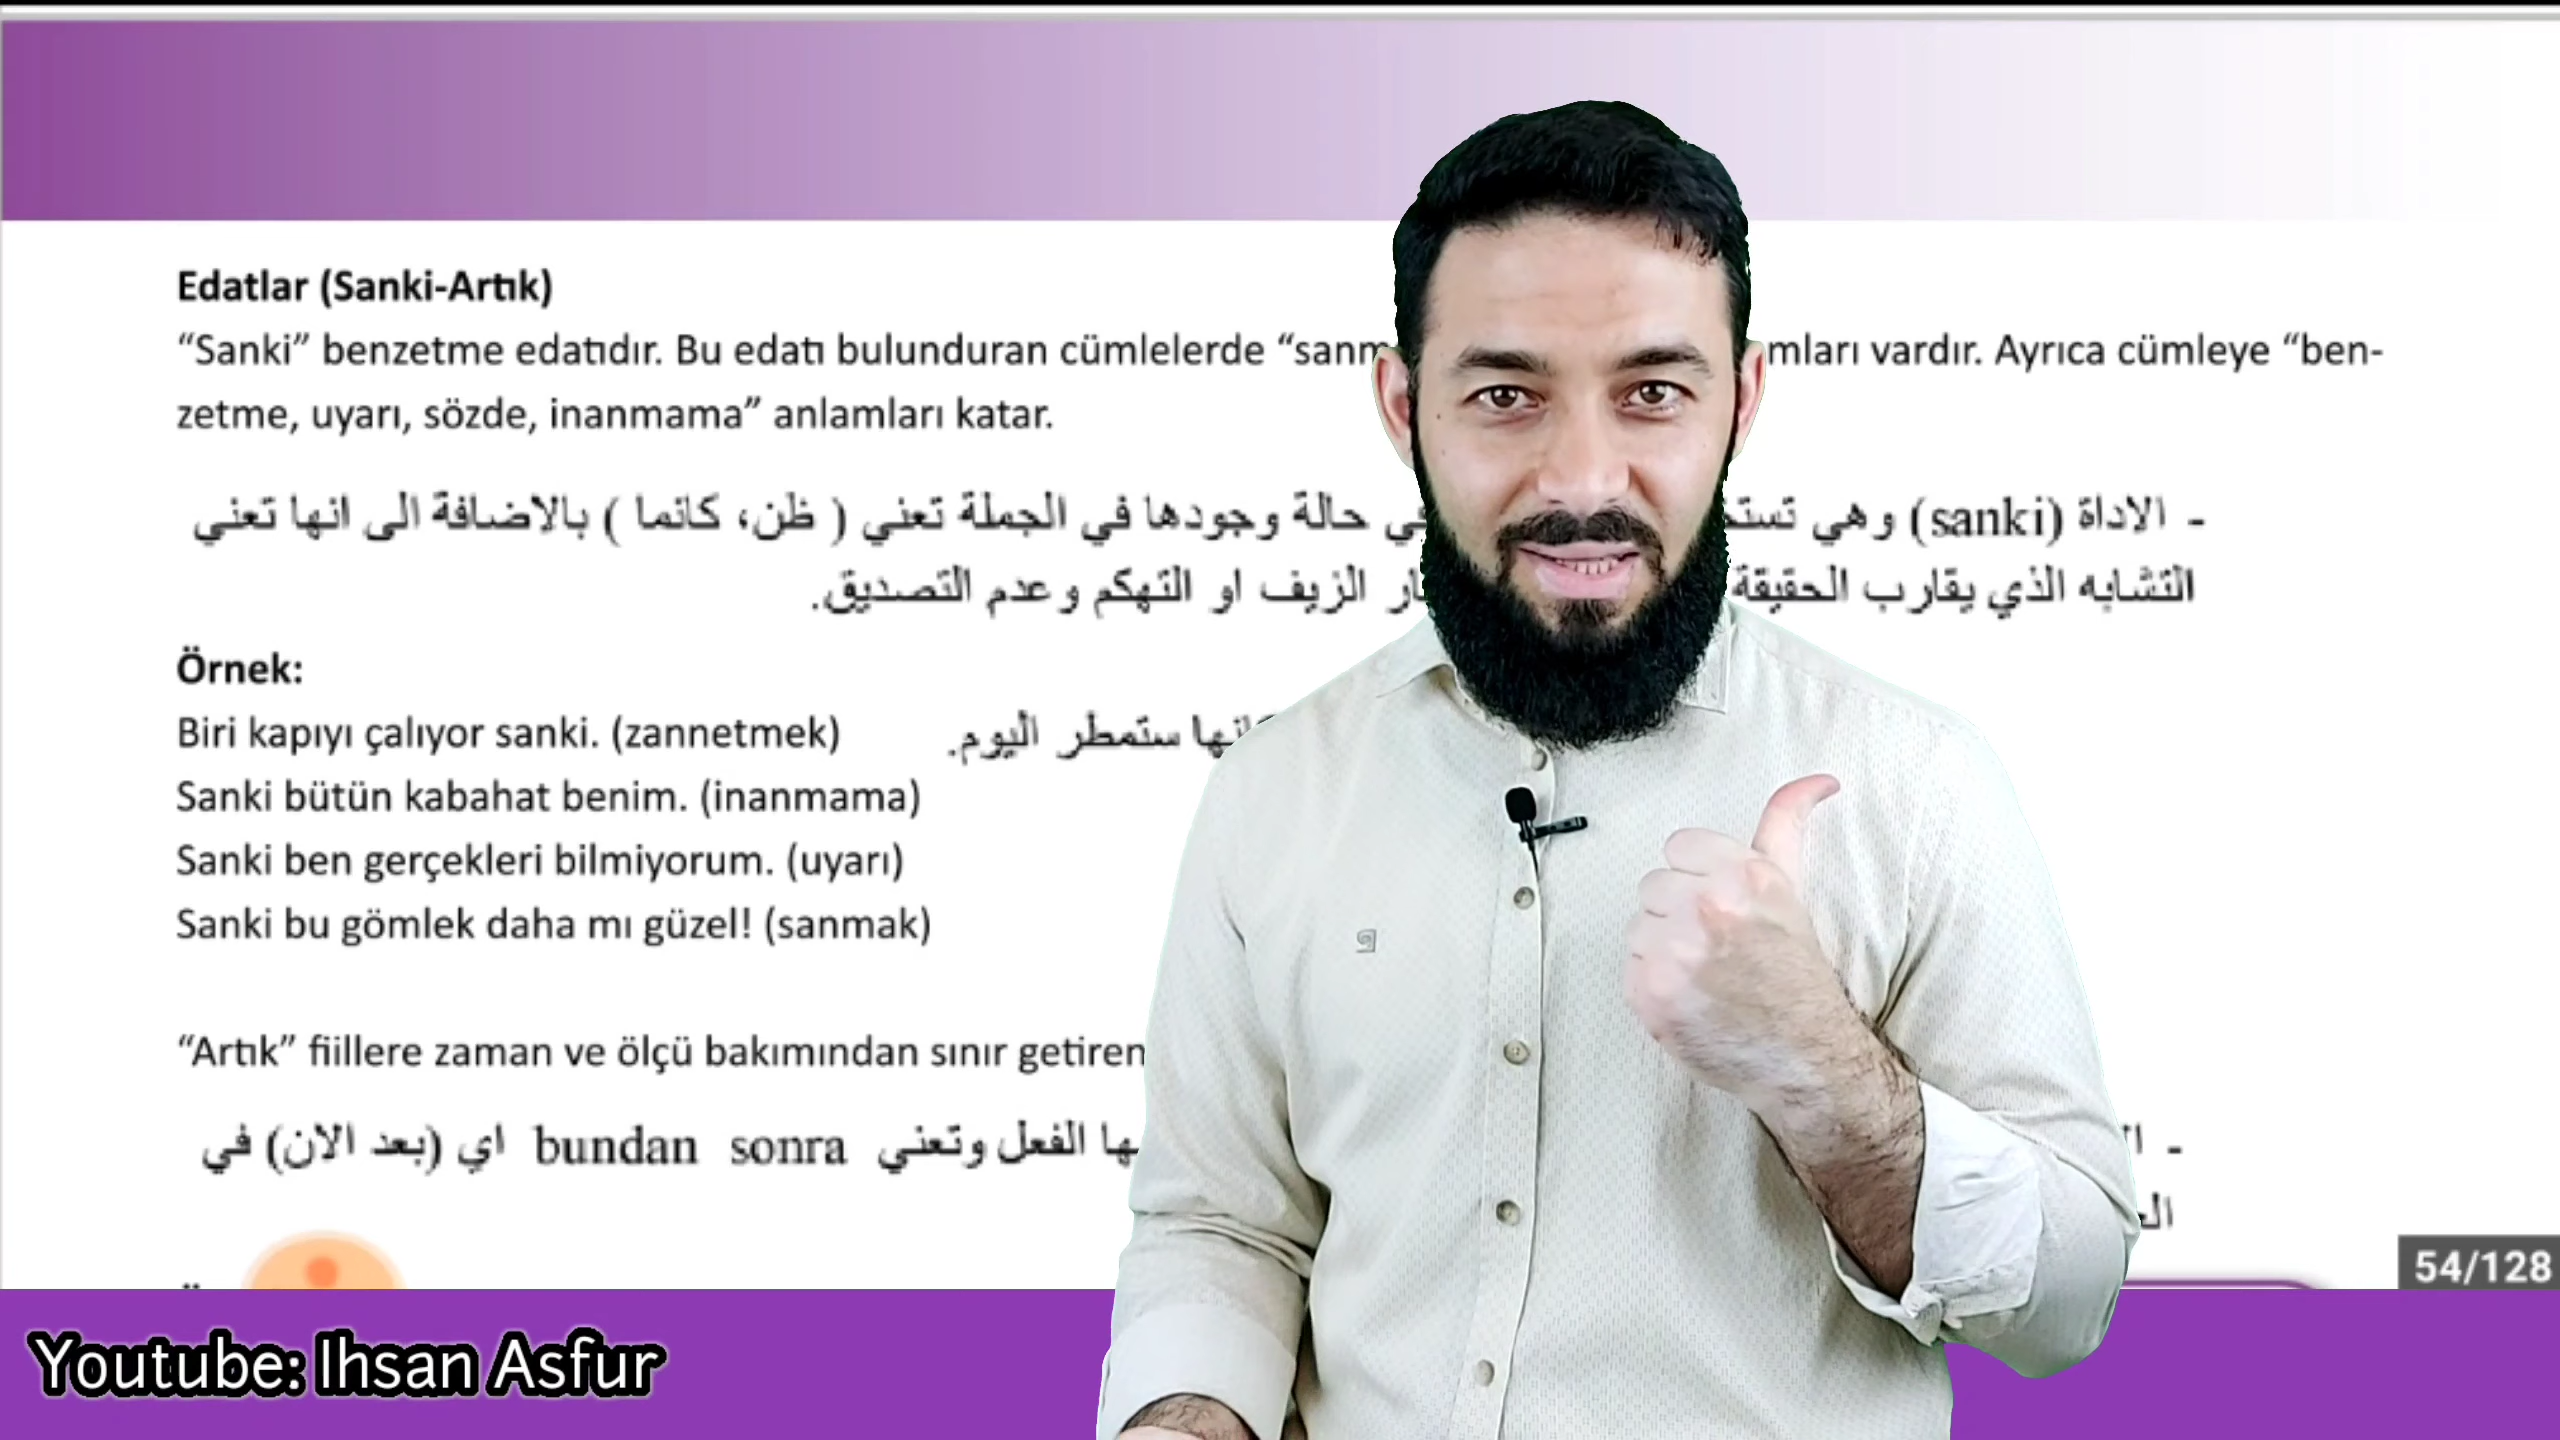 Edatlar (Sanki-Artık)
“Sanki” benzetme edatıdır. Bu edatı bulunduran cümlelerde vardır. Ayrıca cümleye “ben-
zetme, uyarı, sözde, inanmama” anlamları katar.
- الاداة (sanki) وهي حالة وجودها في الجملة تعني ( ظن، كانما ) بالاضافة الى انها تعني
التشابه الذي يقارب الحقيقة الزيف او التهكم وعدم التصديق.
Örnek:
Biri kapıyı çalıyor sanki. (zannetmek) ستمطر اليوم.
Sanki bütün kabahat benim. (inanmama)
Sanki ben gerçekleri bilmiyorum. (uyarı)
Sanki bu gömlek daha mı güzel! (sanmak)
“Artık” fiillere zaman ve ölçü bakımından sınır getiren
- الفعل وتعني bundan sonra اي (بعد الان) في
54/128
Youtube: Ihsan Asfur